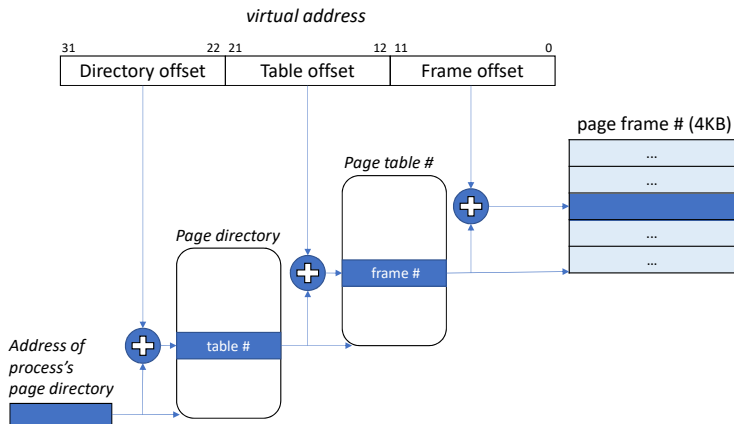 virtual address
31 22 21 12 11 0
Directory offset Table offset Frame offset
page frame # (4KB)
...
Page table #
...
Page directory
...
frame #
...
Address of
process's
page directory
table #